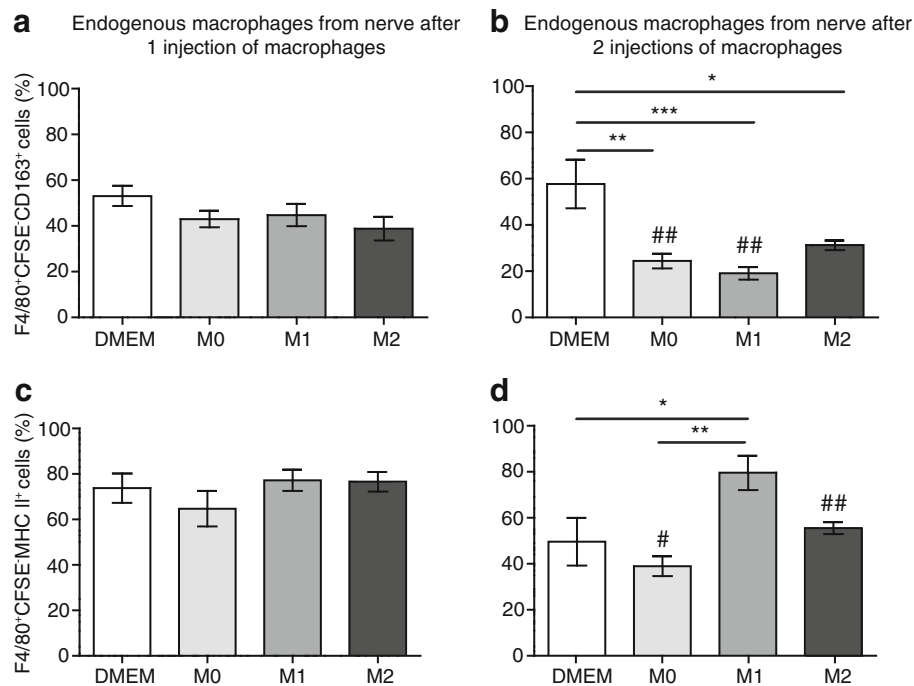 a Endogenous macrophages from nerve after
1 injection of macrophages
F4/80⁺CFSE⁻CD163⁺ cells (%)
100
80
60
40
20
0
DMEM M0 M1 M2
b Endogenous macrophages from nerve after
2 injections of macrophages
100
80
60
40
20
0
*
***
**
## ##
DMEM M0 M1 M2
c
F4/80⁺CFSE⁻MHC II⁺ cells (%)
100
80
60
40
20
0
DMEM M0 M1 M2
d
100
80
60
40
20
0
*
**
##
#
DMEM M0 M1 M2